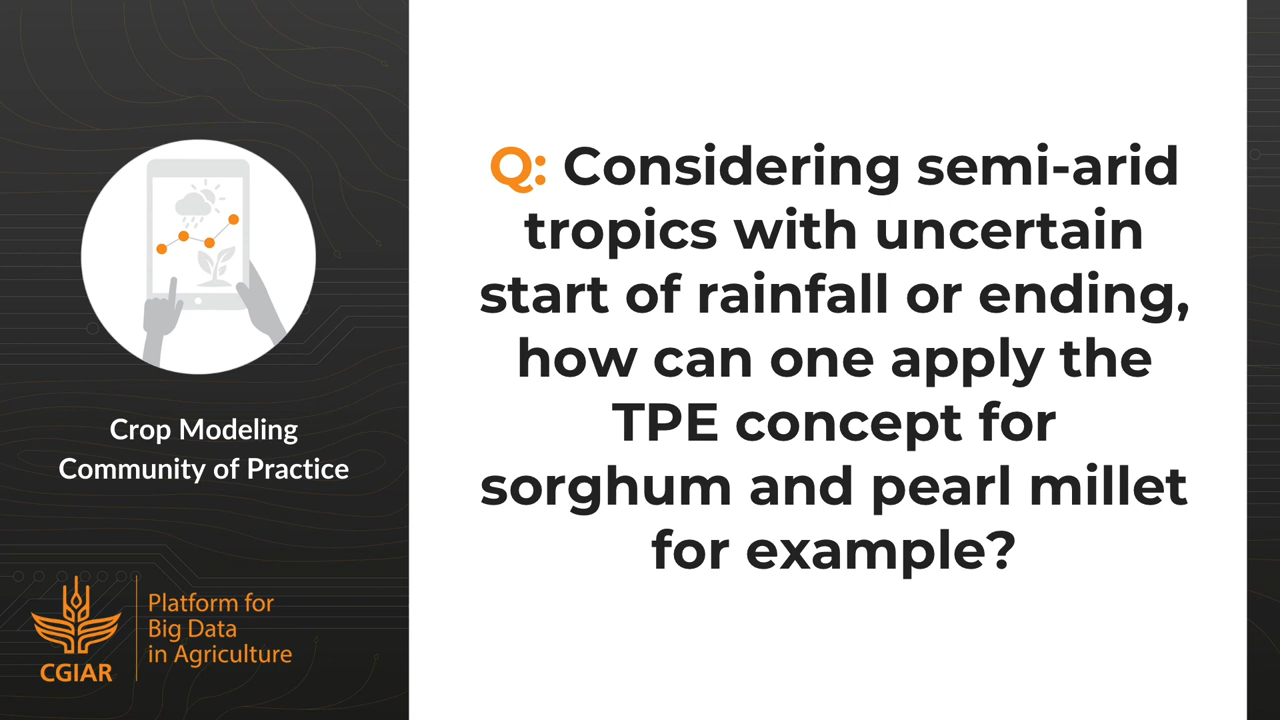 Q: Considering semi-arid
tropics with uncertain
start of rainfall or ending,
how can one apply the
TPE concept for
sorghum and pearl millet
for example?
Crop Modeling
Community of Practice
CGIAR
Platform for
Big Data
in Agriculture